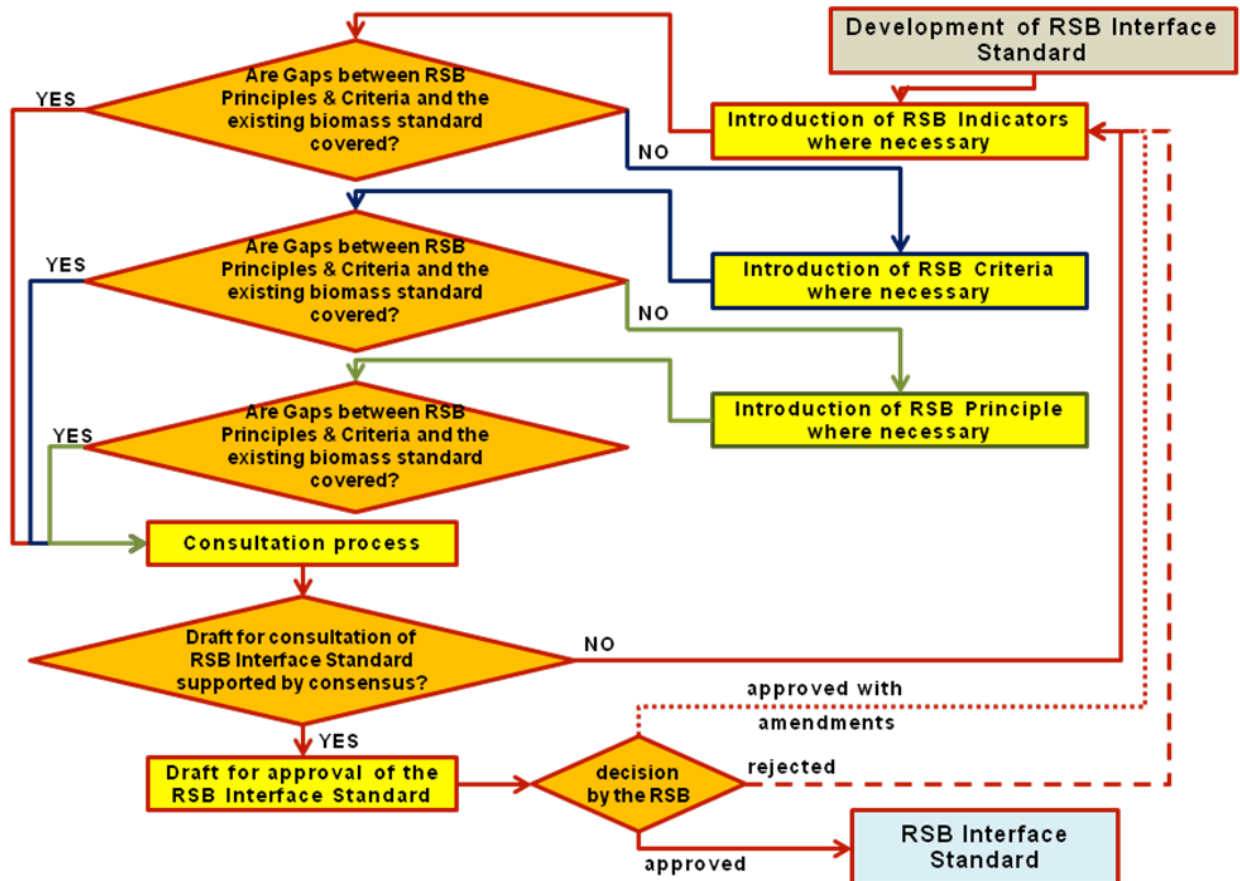 Development of RSB Interface
Standard
Are Gaps between RSB
Principles & Criteria and the
existing biomass standard
covered?
YES
NO
Introduction of RSB Indicators
where necessary
Are Gaps between RSB
Principles & Criteria and the
existing biomass standard
covered?
YES
NO
Introduction of RSB Criteria
where necessary
Are Gaps between RSB
Principles & Criteria and the
existing biomass standard
covered?
YES
Introduction of RSB Principle
where necessary
Consultation process
Draft for consultation of
RSB Interface Standard
supported by consensus?
NO
YES
approved with
amendments
Draft for approval of the
RSB Interface Standard
decision
by the RSB
rejected
approved
RSB Interface
Standard